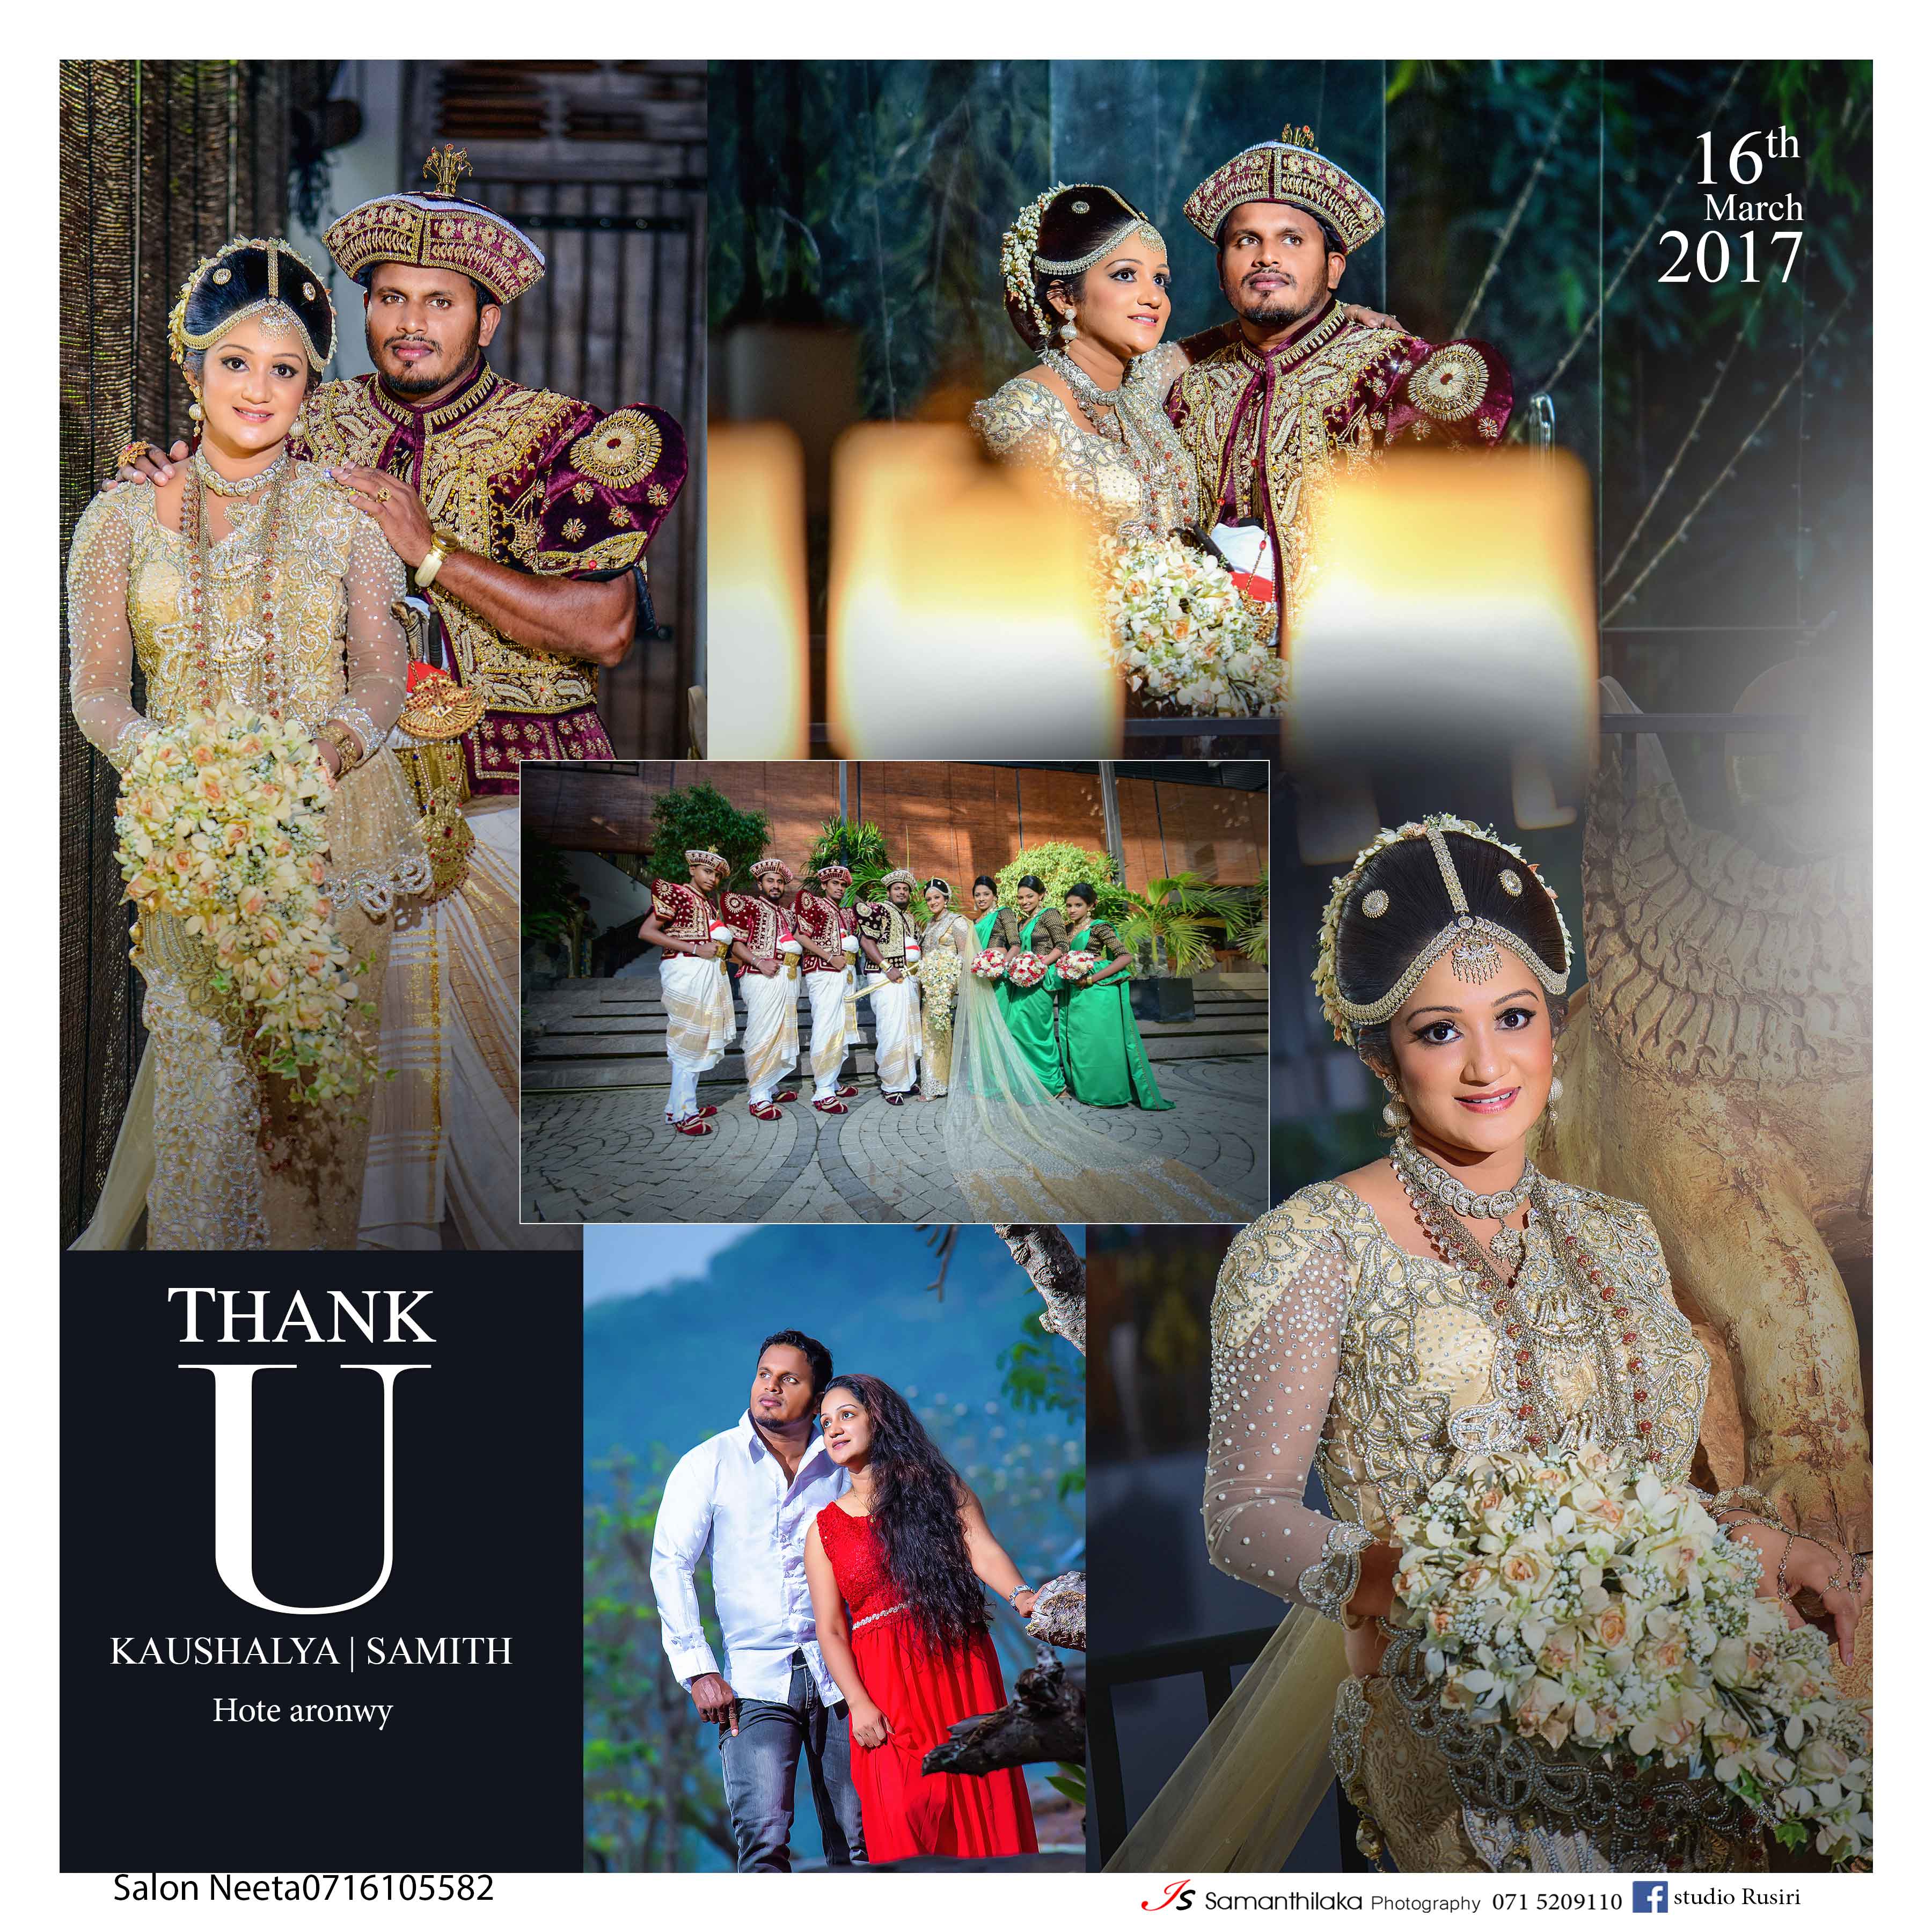 16th
March
2017
THANK
U
KAUSHALYA | SAMITH
Hote aronwy
Salon Neeta0716105582
JS Samanthilaka Photography 071 5209110 f studio Rusiri